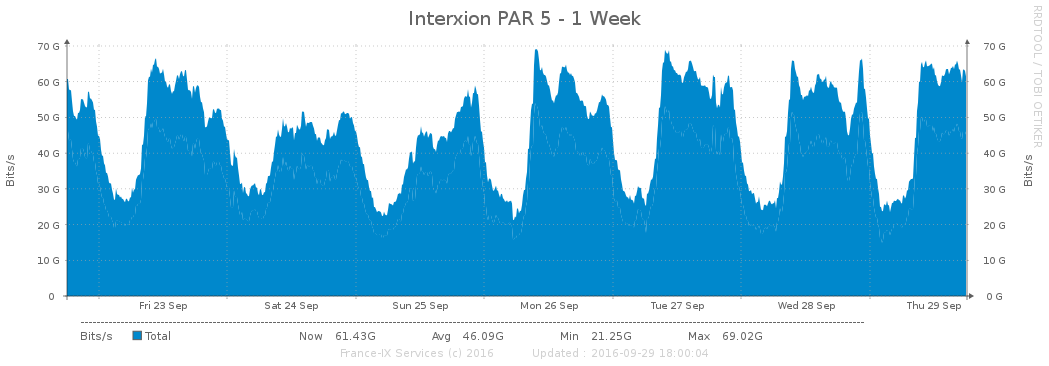 Interxion PAR 5 - 1 Week
RRDTOOL / TOBI OETIKER
Bits/s
70 G
60 G
50 G
40 G
30 G
20 G
10 G
0
70 G
60 G
50 G
40 G
30 G
20 G
10 G
0 G
Bits/s
Fri 23 Sep Sat 24 Sep Sun 25 Sep Mon 26 Sep Tue 27 Sep Wed 28 Sep Thu 29 Sep
Bits/s Total Now 61.43G Avg 46.09G Min 21.25G Max 69.02G
France-IX Services (c) 2016 Updated : 2016-09-29 18:00:04